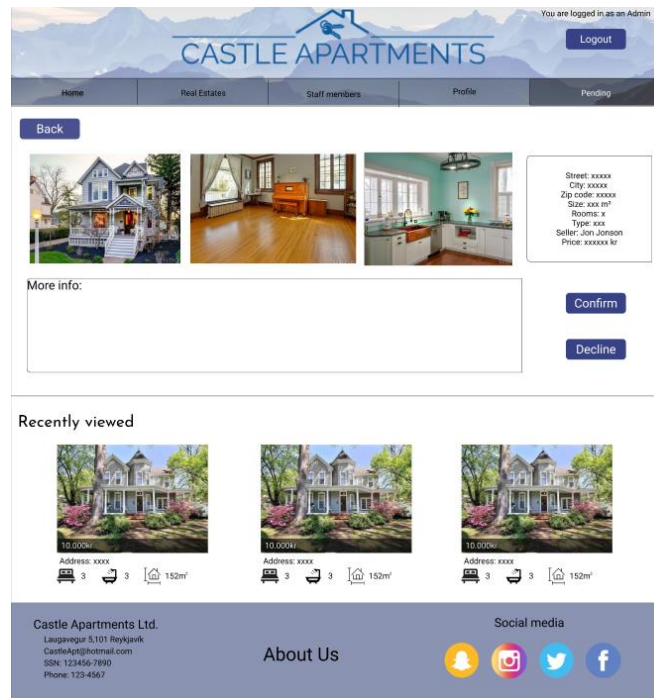 You are logged in as an Admin
Logout
CASTLE APARTMENTS
Home
Real Estates
Staff members
Profile
Pending
Back
Street: xxxxx
City: xxxxx
Zip code: xxxxx
Size: xxx m²
Rooms: x
Type: xxx
Seller: Jon Jonson
Price: xxxxxx kr
More info:
Confirm
Decline
Recently viewed
10.000kr
Address: xxxx
3 3 152m²
10.000kr
Address: xxxx
3 3 152m²
10.000kr
Address: xxxx
3 3 152m²
Castle Apartments Ltd.
Laugavegur 5,101 Reykjavík
CastleApt@hotmail.com
SSN: 123456-7890
Phone: 123-4567
About Us
Social media